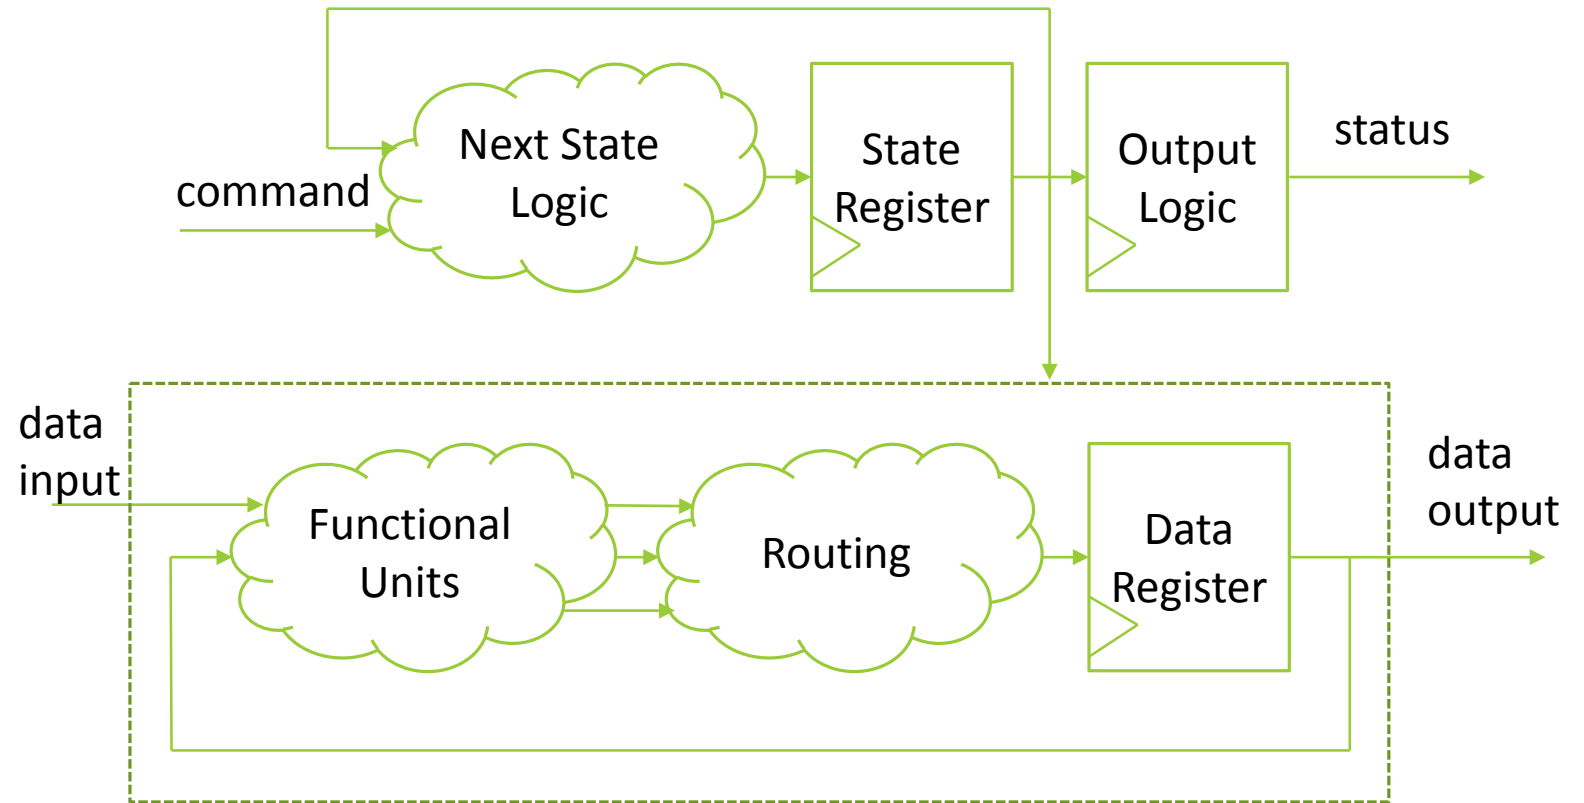 command
Next State
Logic
State
Register
Output
Logic
status
data
input
Functional
Units
Routing
Data
Register
data
output